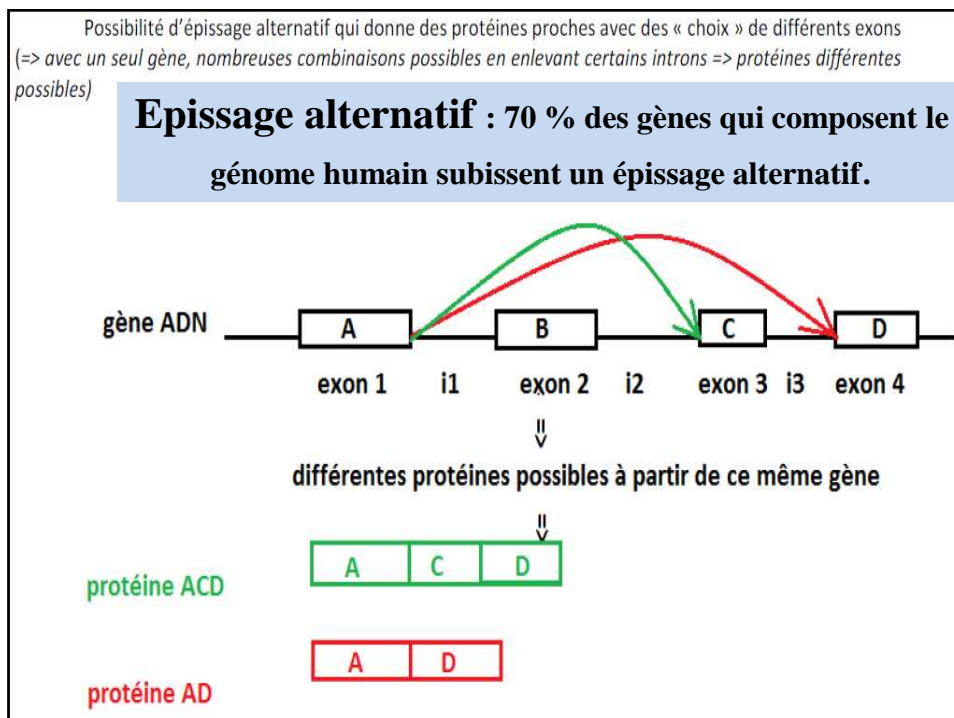 Possibilité d'épissage alternatif qui donne des protéines proches avec des « choix » de différents exons
(=> avec un seul gène, nombreuses combinaisons possibles en enlevant certains introns => protéines différentes
possibles)
Epissage alternatif : 70 % des gènes qui composent le
génome humain subissent un épissage alternatif.
gène ADN A B C D
exon 1 i1 exon 2 i2 exon 3 i3 exon 4
=>
différentes protéines possibles à partir de ce même gène
=>
protéine ACD A C D
protéine AD A D